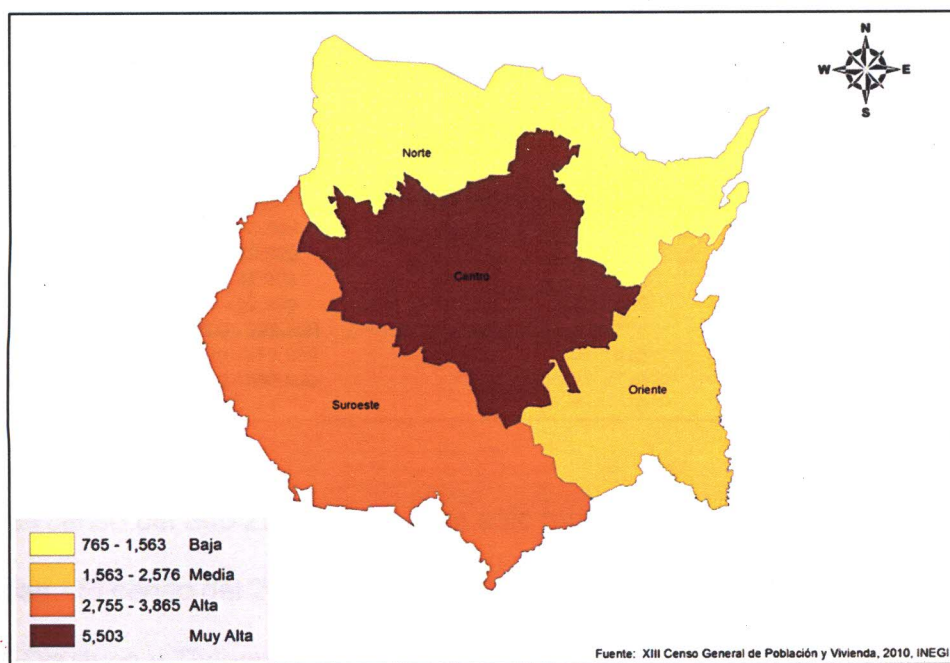 N
W E
S
Norte
Centro
Suroeste
Oriente
765 - 1,563 Baja
1,563 - 2,576 Media
2,755 - 3,865 Alta
5,503 Muy Alta
Fuente: XIII Censo General de Población y Vivienda, 2010, INEGI